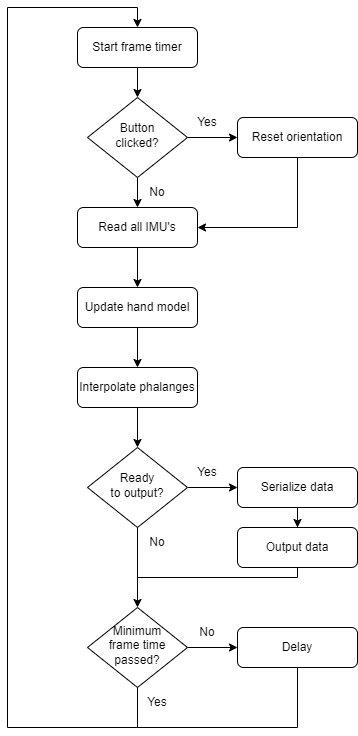 Start frame timer
Button
clicked?
Yes
Reset orientation
No
Read all IMU's
Update hand model
Interpolate phalanges
Ready
to output?
Yes
Serialize data
No
Output data
Minimum
frame time
passed?
No
Delay
Yes